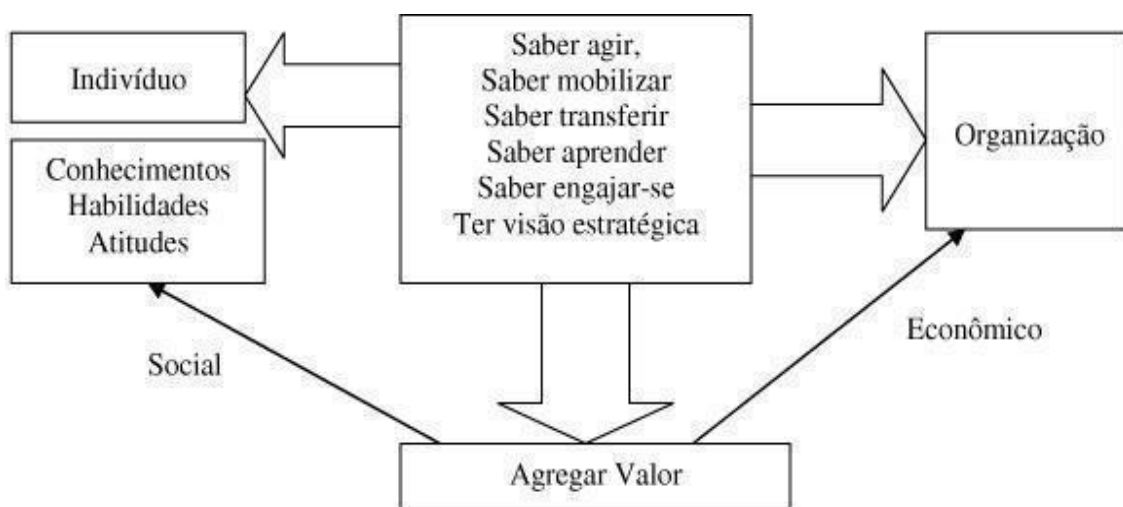 Indivíduo
Conhecimentos
Habilidades
Atitudes
Saber agir,
Saber mobilizar
Saber transferir
Saber aprender
Saber engajar-se
Ter visão estratégica
Organização
Social
Econômico
Agregar Valor